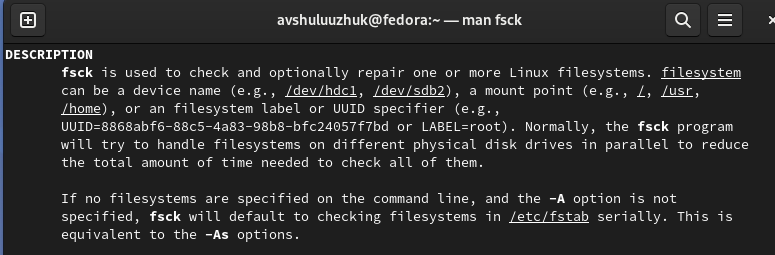 avshuluuzhuk@fedora:~ — man fsck
DESCRIPTION
fsck is used to check and optionally repair one or more Linux filesystems. filesystem
can be a device name (e.g., /dev/hdc1, /dev/sdb2), a mount point (e.g., /, /usr,
/home), or an filesystem label or UUID specifier (e.g.,
UUID=8868abf6-88c5-4a83-98b8-bfc24057f7bd or LABEL=root). Normally, the fsck program
will try to handle filesystems on different physical disk drives in parallel to reduce
the total amount of time needed to check all of them.
If no filesystems are specified on the command line, and the -A option is not
specified, fsck will default to checking filesystems in /etc/fstab serially. This is
equivalent to the -As options.